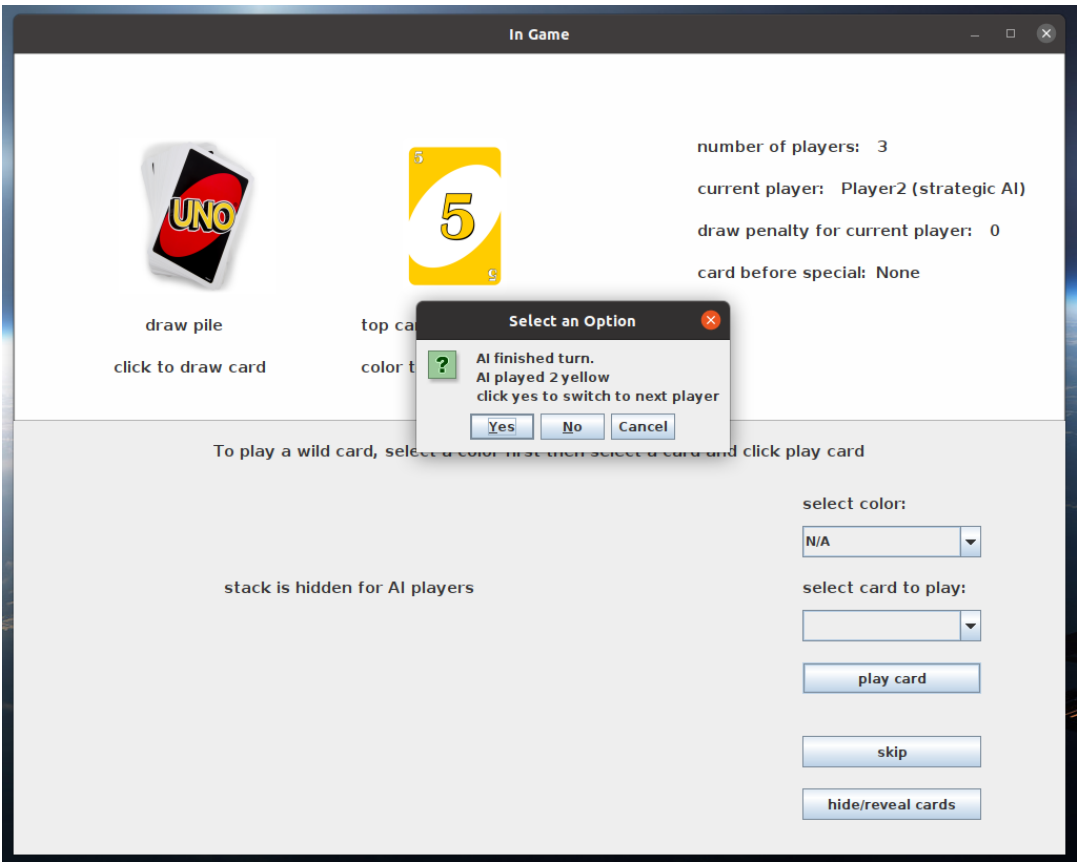 In Game
UNO
5
5
5
number of players: 3
current player: Player2 (strategic AI)
draw penalty for current player: 0
card before special: None
draw pile
top
click to draw card
color
Select an Option
?
AI finished turn.
AI played 2 yellow
click yes to switch to next player
Yes
No
Cancel
To play a wild card, select a color first then select a card and click play card
select color:
N/A
stack is hidden for AI players
select card to play:
play card
skip
hide/reveal cards